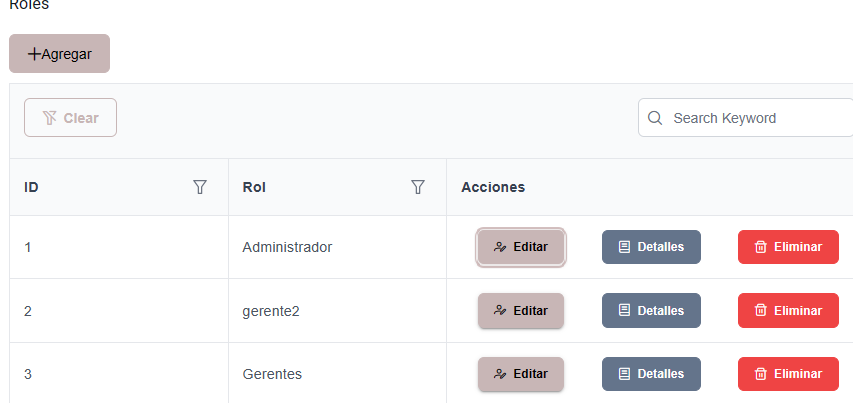 Roles
Agregar
Clear
Search Keyword
ID Rol Acciones
1 Administrador Editar Detalles Eliminar
2 gerente2 Editar Detalles Eliminar
3 Gerentes Editar Detalles Eliminar